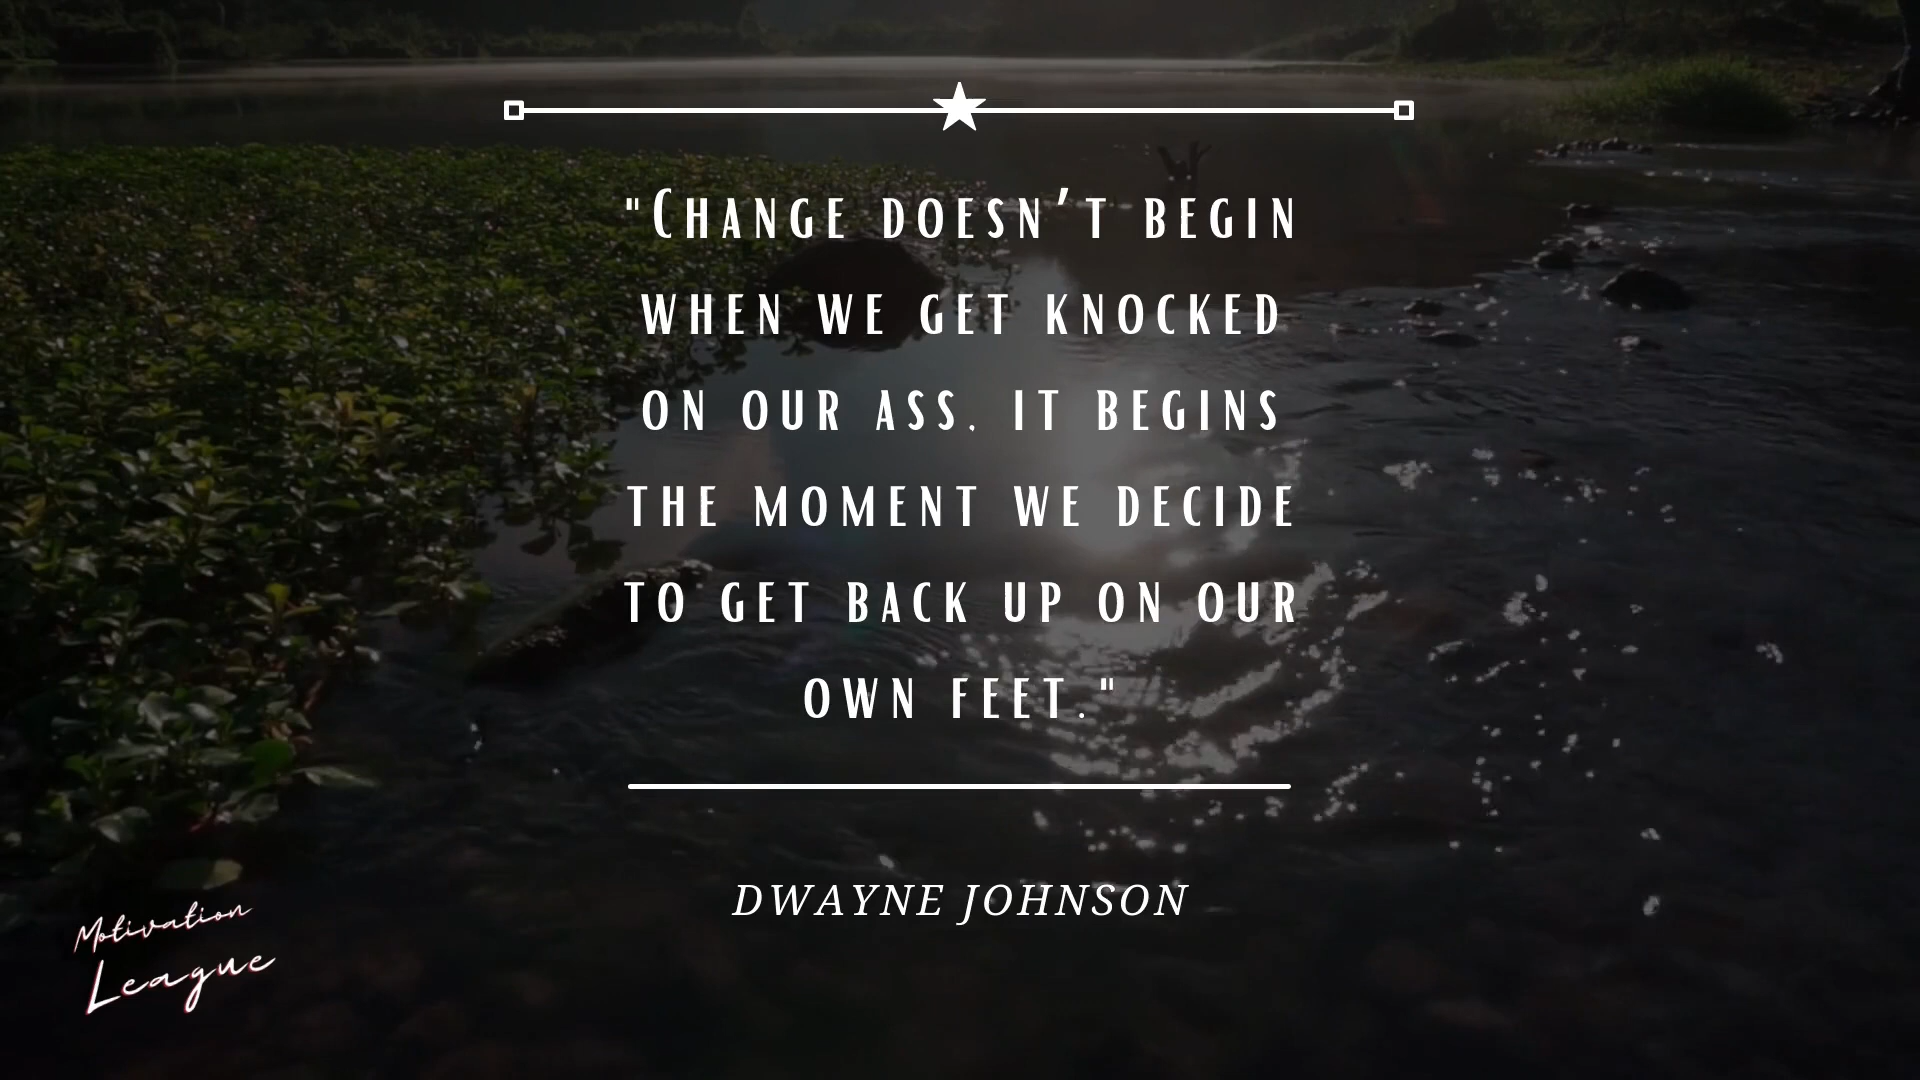 "Change doesn't begin
when we get knocked
on our ass. It begins
the moment we decide
to get back up on our
own feet."
DWAYNE JOHNSON
Motivation
League